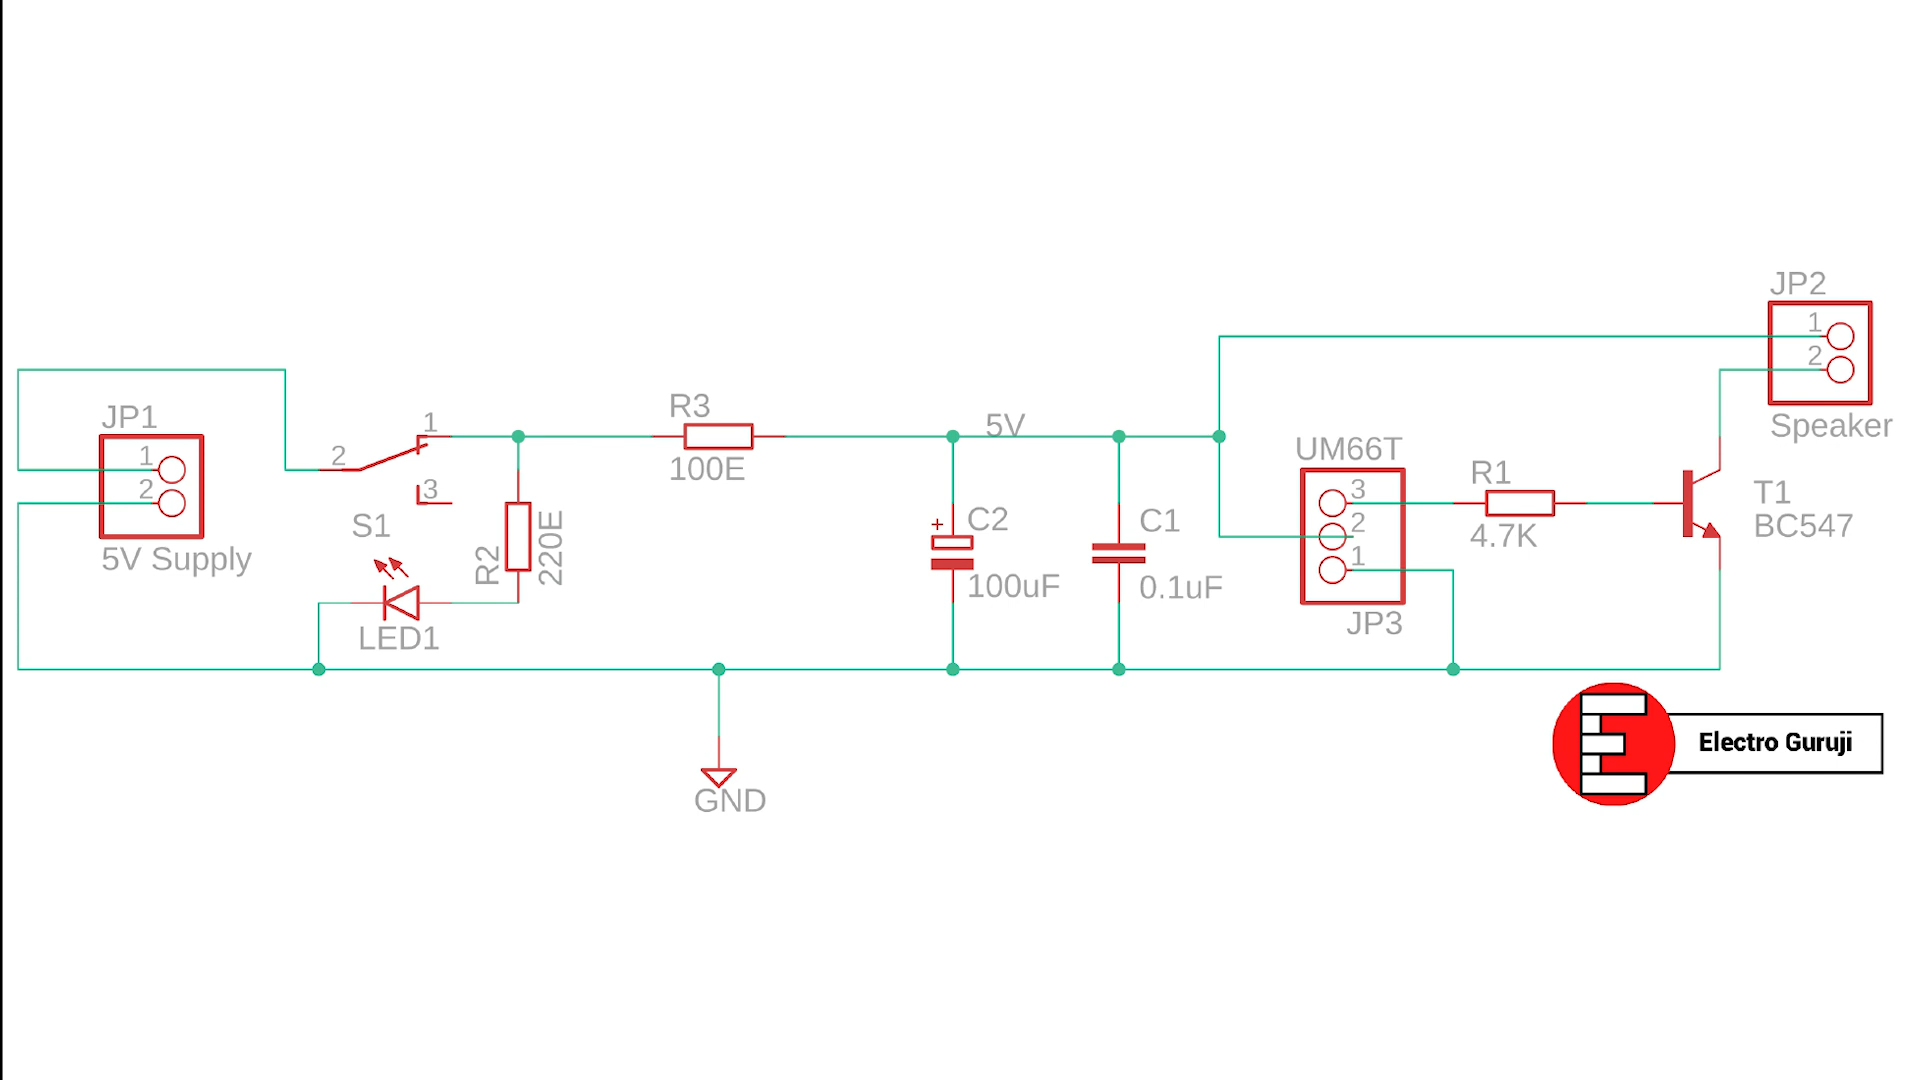 JP1
1
2
5V Supply
2
1
3
S1
LED1
R2
220E
R3
100E
GND
5V
+
C2
100uF
C1
0.1uF
UM66T
3
2
1
JP3
R1
4.7K
T1
BC547
JP2
1
2
Speaker
Electro Guruji